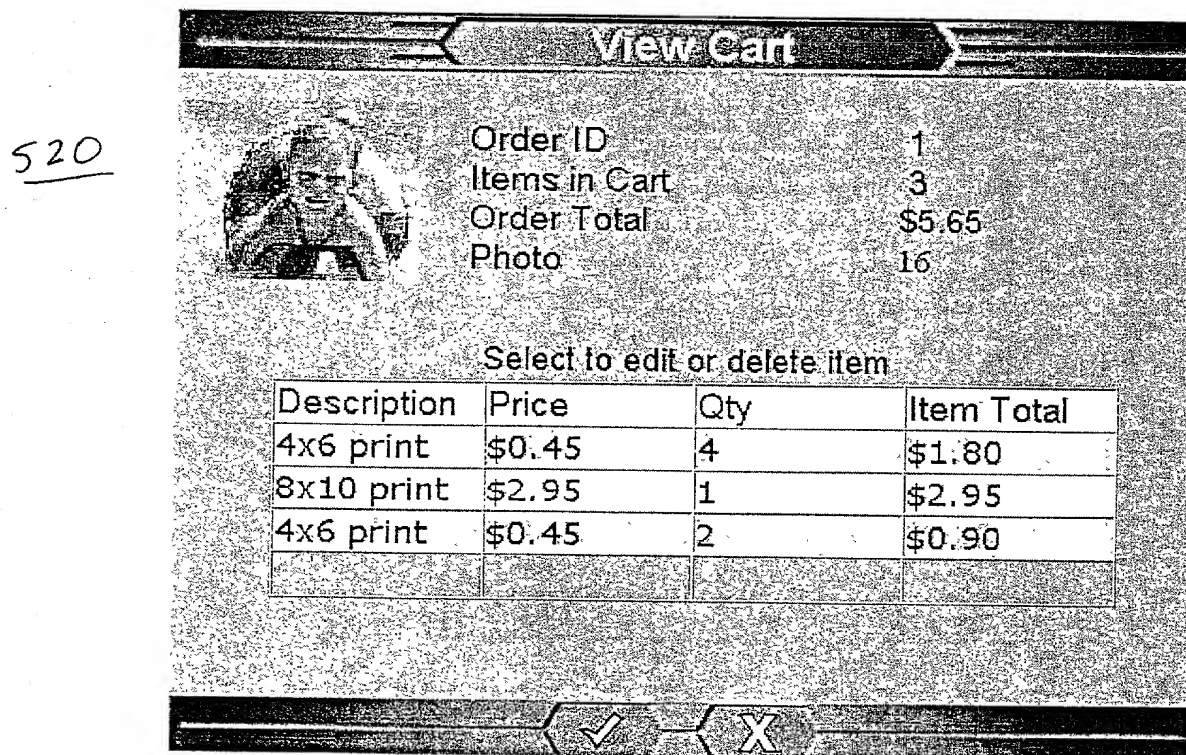 View Cart
520
Order ID 1
Items in Cart 3
Order Total $5.65
Photo 16
Select to edit or delete item
Description Price Qty Item Total
4x6 print $0.45 4 $1.80
8x10 print $2.95 1 $2.95
4x6 print $0.45 2 $0.90
X